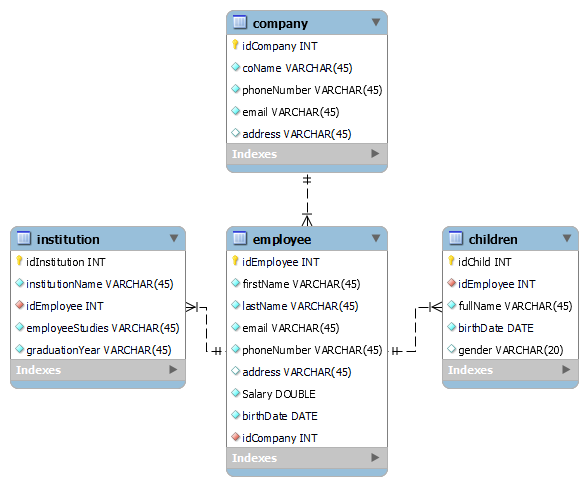 company
idCompany INT
coName VARCHAR(45)
phoneNumber VARCHAR(45)
email VARCHAR(45)
address VARCHAR(45)
Indexes
institution
idInstitution INT
institutionName VARCHAR(45)
idEmployee INT
employeeStudies VARCHAR(45)
graduationYear VARCHAR(45)
Indexes
employee
idEmployee INT
firstName VARCHAR(45)
lastName VARCHAR(45)
email VARCHAR(45)
phoneNumber VARCHAR(45)
address VARCHAR(45)
Salary DOUBLE
birthDate DATE
idCompany INT
Indexes
children
idChild INT
idEmployee INT
fullName VARCHAR(45)
birthDate DATE
gender VARCHAR(20)
Indexes